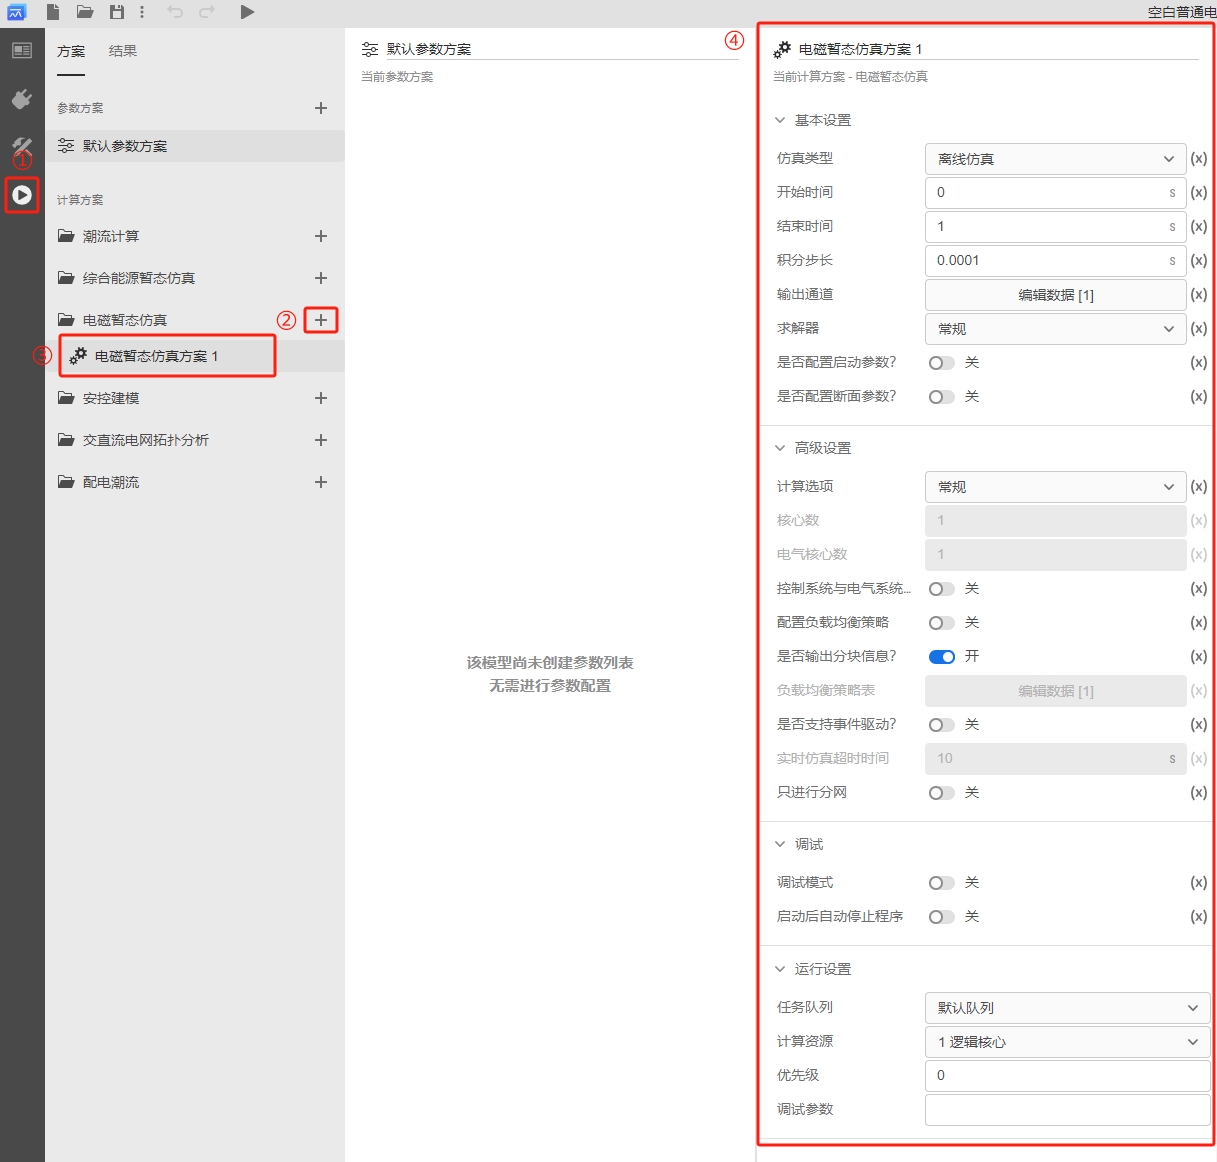 空白普通电
方案 结果
参数方案
默认参数方案
①
计算方案
潮流计算
综合能源暂态仿真
电磁暂态仿真 ②
③ 电磁暂态仿真方案 1
安控建模
交直流电网拓扑分析
配电潮流
默认参数方案
当前参数方案
该模型尚未创建参数列表
无需进行参数配置
④
电磁暂态仿真方案 1
当前计算方案 - 电磁暂态仿真
基本设置
仿真类型 离线仿真 (x)
开始时间 0 s (x)
结束时间 1 s (x)
积分步长 0.0001 s (x)
输出通道 编辑数据 [1] (x)
求解器 常规 (x)
是否配置启动参数? 关 (x)
是否配置断面参数? 关 (x)
高级设置
计算选项 常规 (x)
核心数 1 (x)
电气核心数 1 (x)
控制系统与电气系统... 关 (x)
配置负载均衡策略 关 (x)
是否输出分块信息? 开 (x)
负载均衡策略表 编辑数据 [1] (x)
是否支持事件驱动? 关 (x)
实时仿真超时时间 10 s (x)
只进行分网 关 (x)
调试
调试模式 关 (x)
启动后自动停止程序 关 (x)
运行设置
任务队列 默认队列
计算资源 1 逻辑核心
优先级 0
调试参数